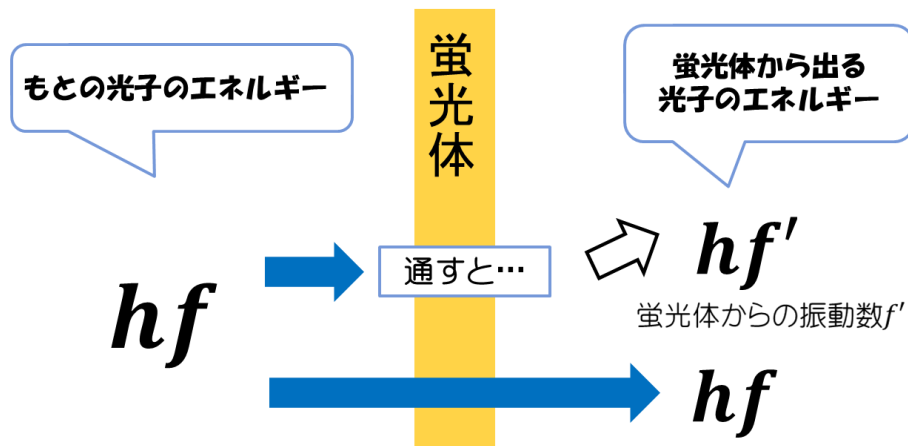 もとの光子のエネルギー
蛍光体
蛍光体から出る
光子のエネルギー
hf
通すと…
hf′
蛍光体からの振動数f′
hf